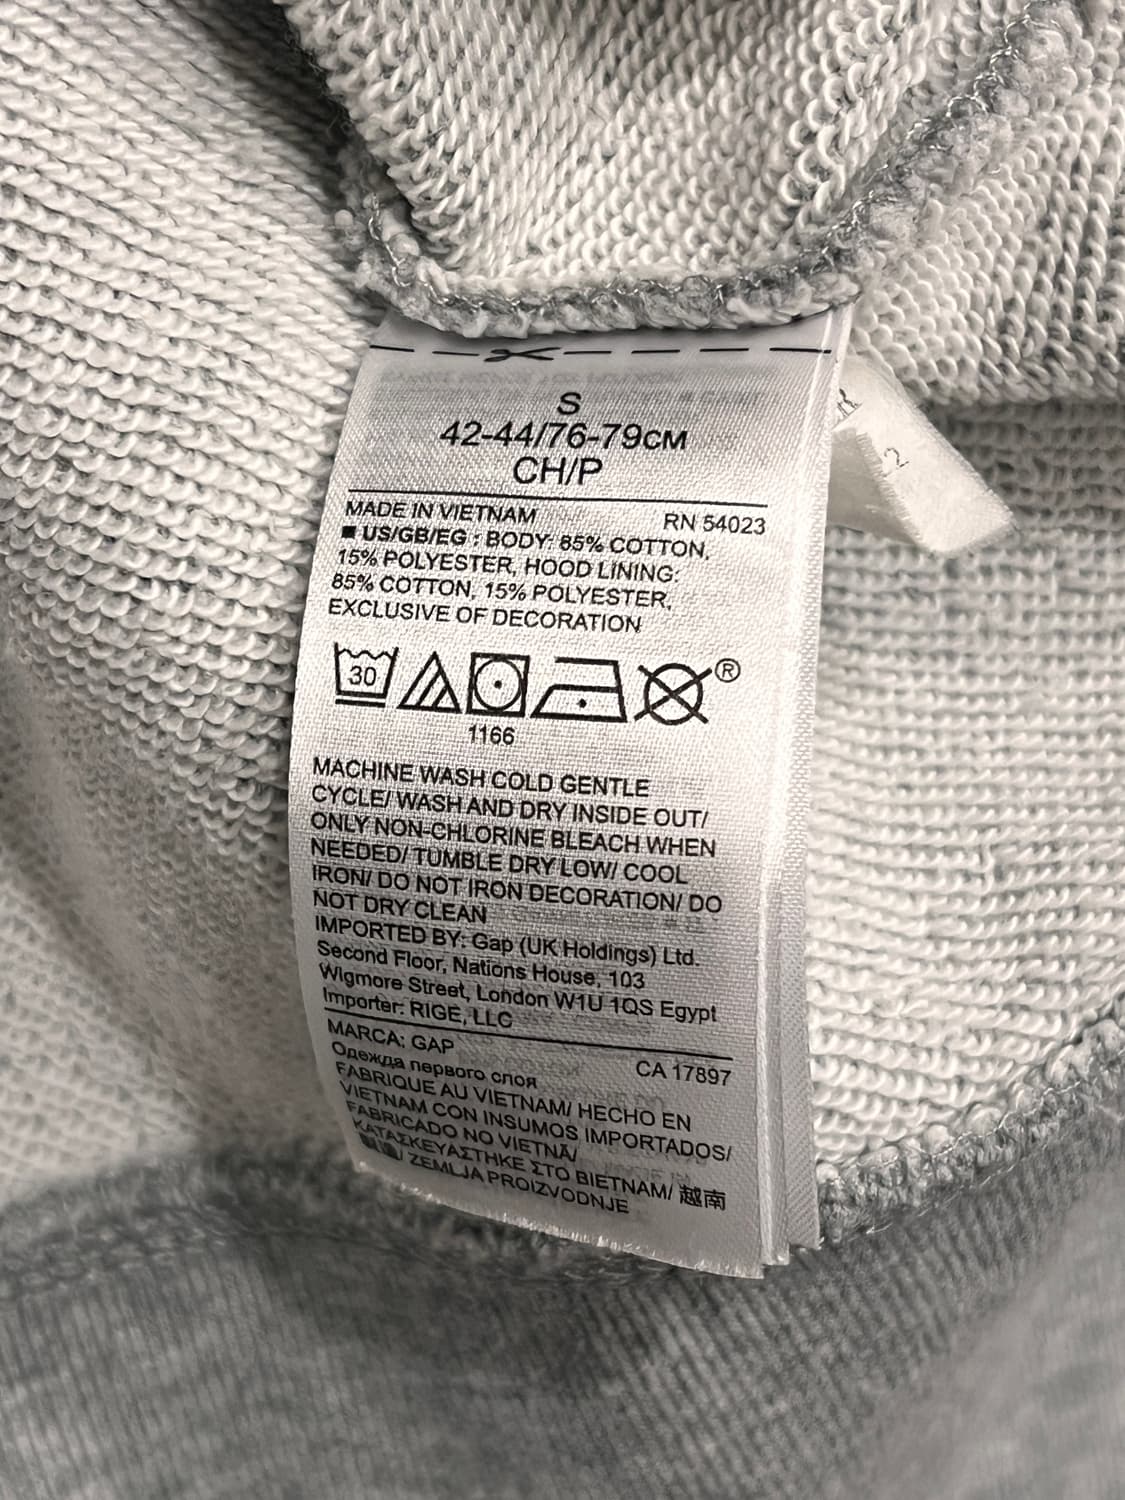 S
42-44/76-79СМ
CH/P
MADE IN VIETNAM RN 54023
■ US/GB/EG : BODY: 85% COTTON,
15% POLYESTER, HOOD LINING:
85% COTTON, 15% POLYESTER,
EXCLUSIVE OF DECORATION
30
®
1166
MACHINE WASH COLD GENTLE
CYCLE/ WASH AND DRY INSIDE OUT/
ONLY NON-CHLORINE BLEACH WHEN
NEEDED/ TUMBLE DRY LOW/ COOL
IRON/ DO NOT IRON DECORATION/ DO
NOT DRY CLEAN
IMPORTED BY: Gap (UK Holdings) Ltd.
Second Floor, Nations House, 103
Wigmore Street, London W1U 1QS Egypt
Importer: RIGE, LLC
MARCA: GAP CA 17897
Одежда первого слоя
FABRIQUE AU VIETNAM/ HECHO EN
VIETNAM CON INSUMOS IMPORTADOS/
FABRICADO NO VIETNÃ/
ΚΑΤΑΣΚΕΥΑΣΤΗΚΕ ΣΤΟ ΒΙΕΤΝΑΜ/ 越南
/ ZEMLJA PROIZVODNJE
2